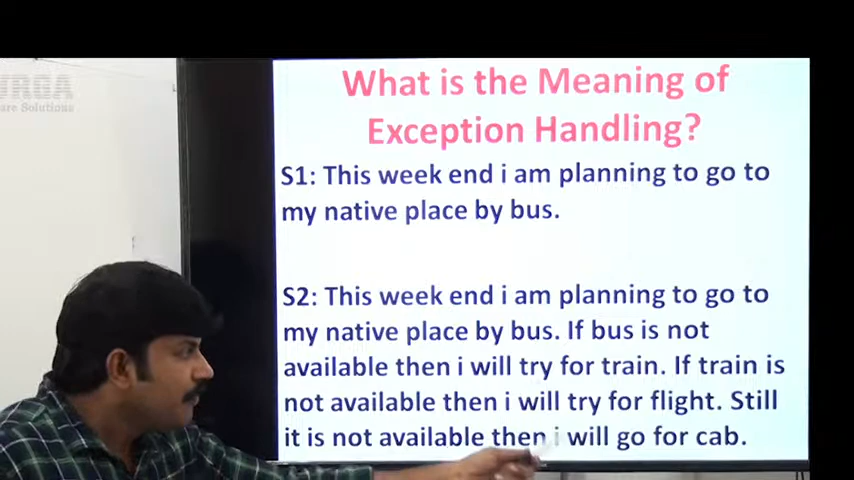 URGA
are Solutions
What is the Meaning of
Exception Handling?
S1: This week end i am planning to go to
my native place by bus.
S2: This week end i am planning to go to
my native place by bus. If bus is not
available then i will try for train. If train is
not available then i will try for flight. Still
it is not available then i will go for cab.